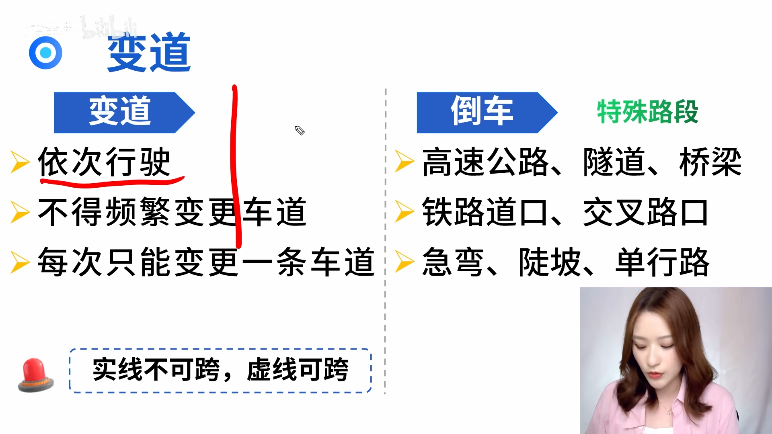 变道
变道
依次行驶
不得频繁变更车道
每次只能变更一条车道
实线不可跨，虚线可跨
倒车
特殊路段
高速公路、隧道、桥梁
铁路道口、交叉路口
急弯、陡坡、单行路